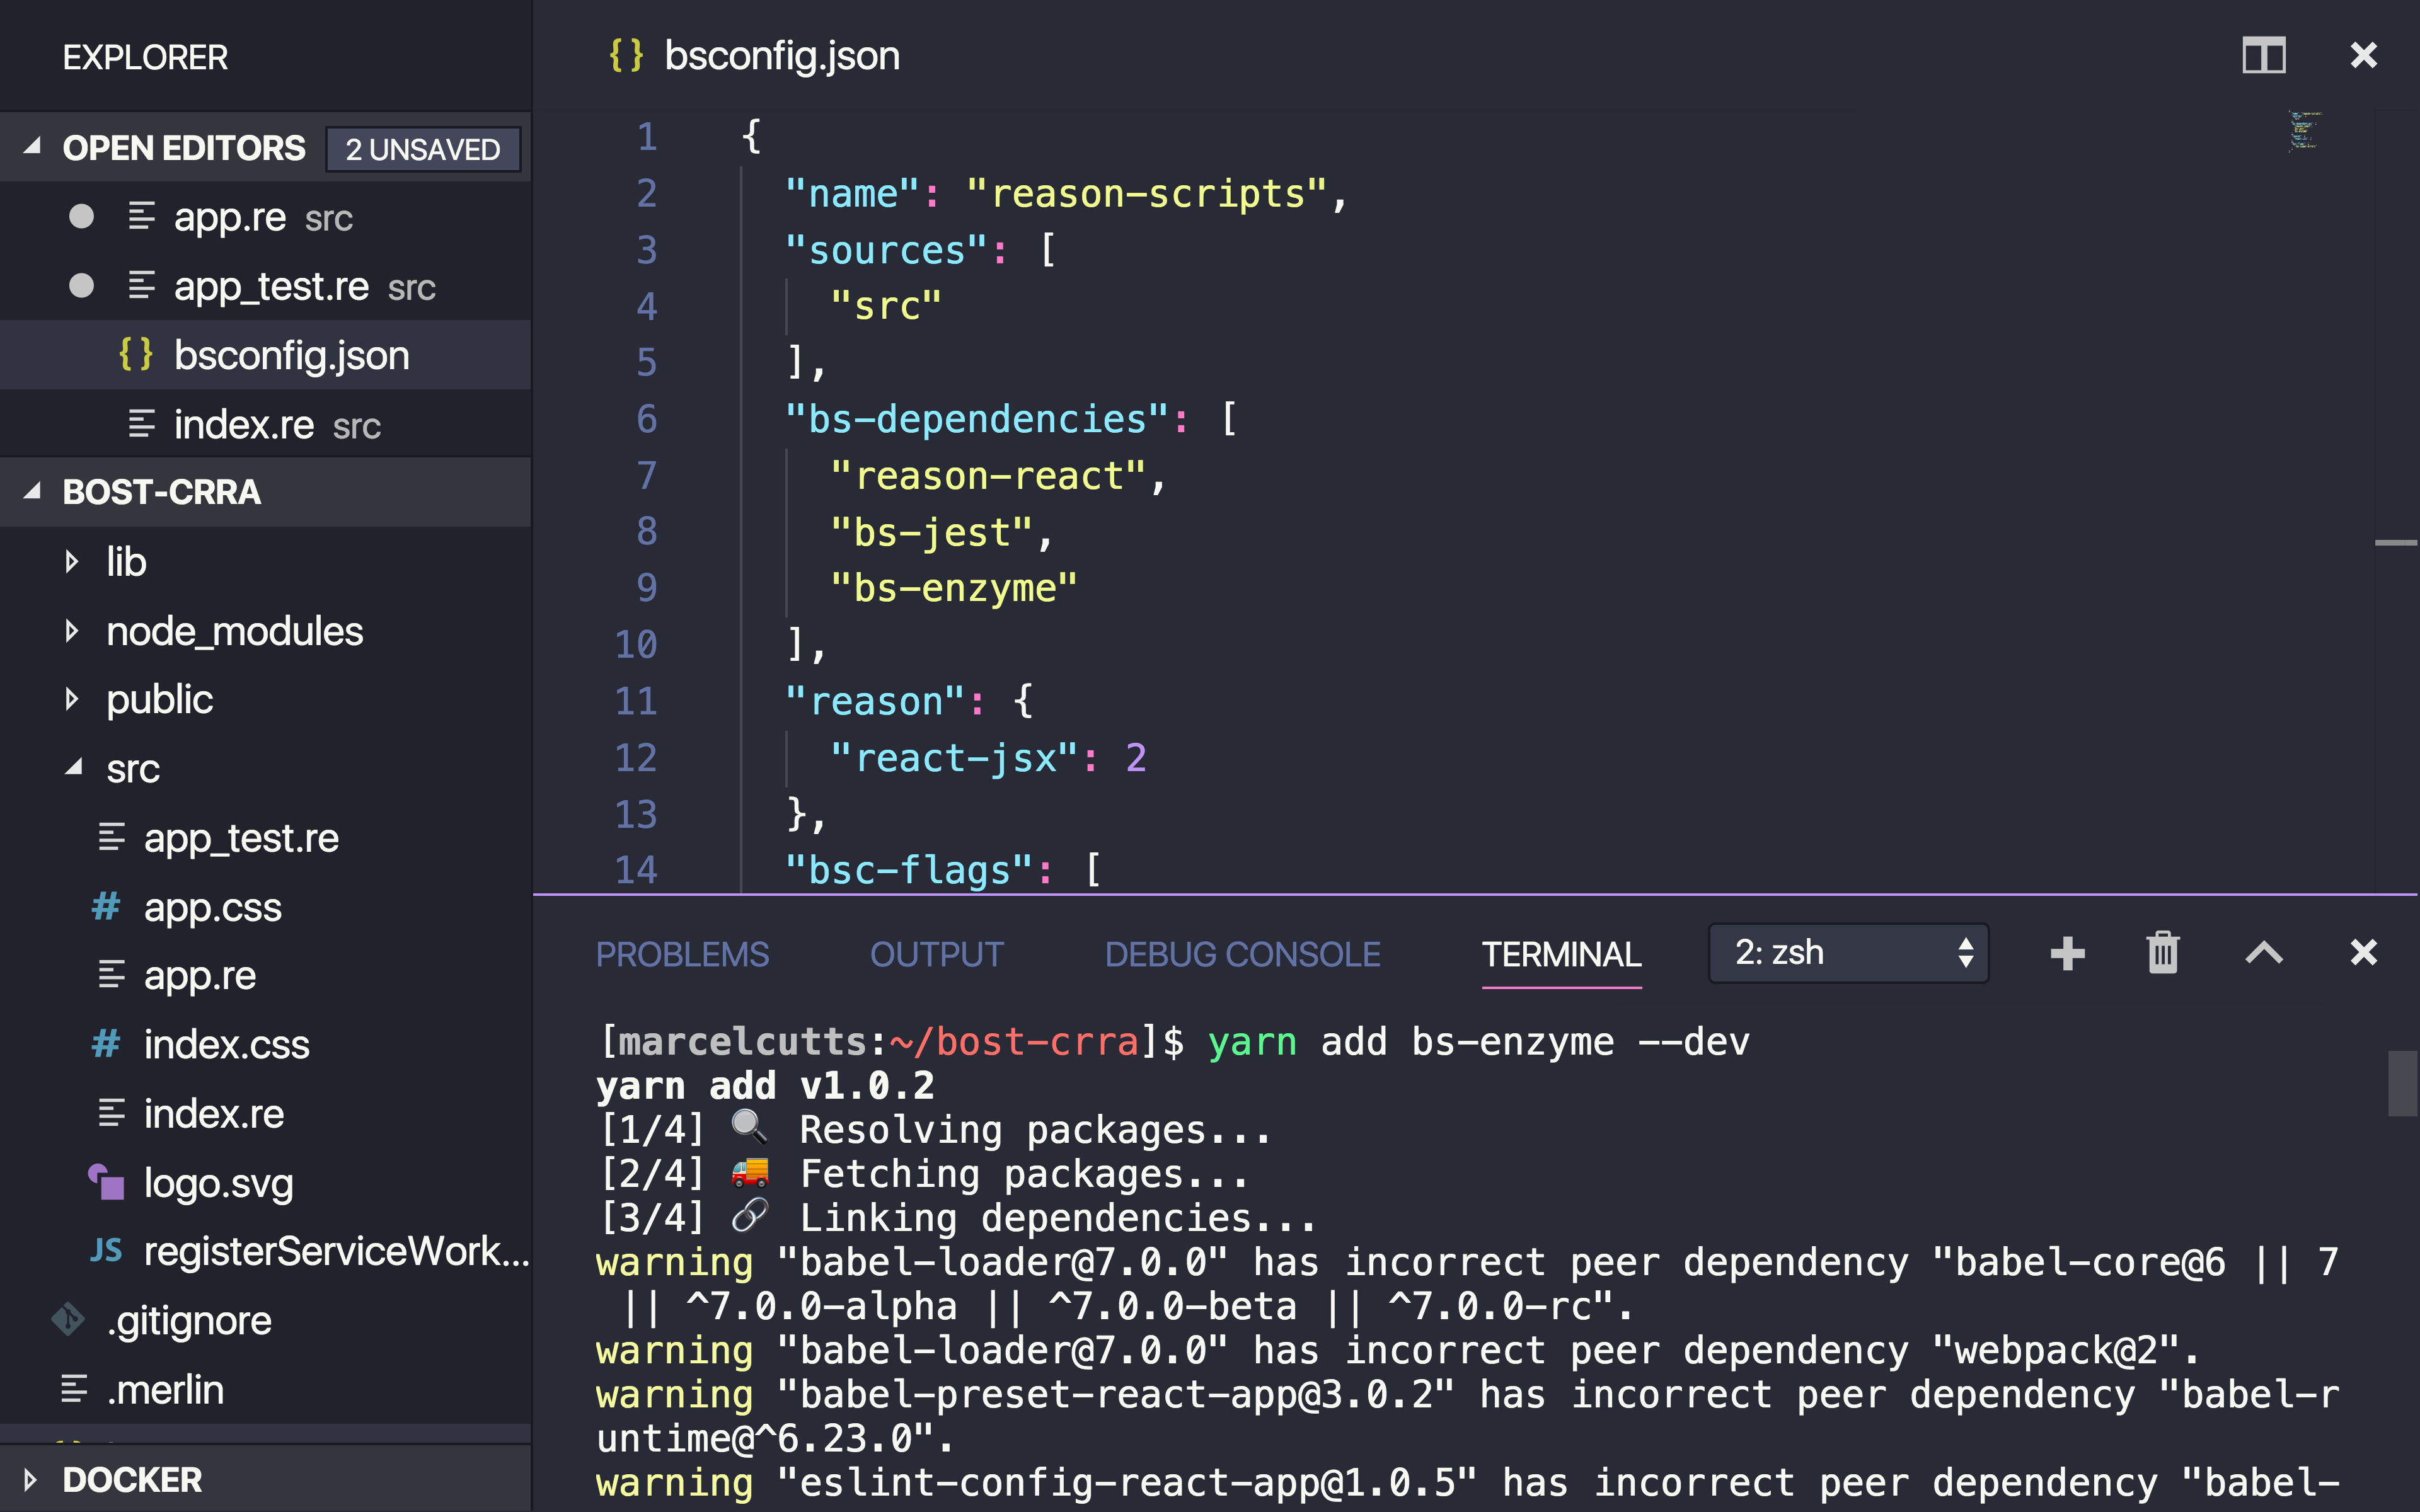 EXPLORER
OPEN EDITORS 2 UNSAVED
app.re src
app_test.re src
{} bsconfig.json
index.re src
BOST-CRRA
lib
node_modules
public
src
app_test.re
# app.css
app.re
# index.css
index.re
logo.svg
JS registerServiceWork...
.gitignore
.merlin
DOCKER
{} bsconfig.json
1 {
2 "name": "reason-scripts",
3 "sources": [
4 "src"
5 ],
6 "bs-dependencies": [
7 "reason-react",
8 "bs-jest",
9 "bs-enzyme"
10 ],
11 "reason": {
12 "react-jsx": 2
13 },
14 "bsc-flags": [
PROBLEMS OUTPUT DEBUG CONSOLE TERMINAL 2: zsh
[marcelcutts:~/bost-crra]$ yarn add bs-enzyme --dev
yarn add v1.0.2
[1/4] 🔍 Resolving packages...
[2/4] 🚚 Fetching packages...
[3/4] 🔗 Linking dependencies...
warning "babel-loader@7.0.0" has incorrect peer dependency "babel-core@6 || 7
|| ^7.0.0-alpha || ^7.0.0-beta || ^7.0.0-rc".
warning "babel-loader@7.0.0" has incorrect peer dependency "webpack@2".
warning "babel-preset-react-app@3.0.2" has incorrect peer dependency "babel-r
untime@^6.23.0".
warning "eslint-config-react-app@1.0.5" has incorrect peer dependency "babel-